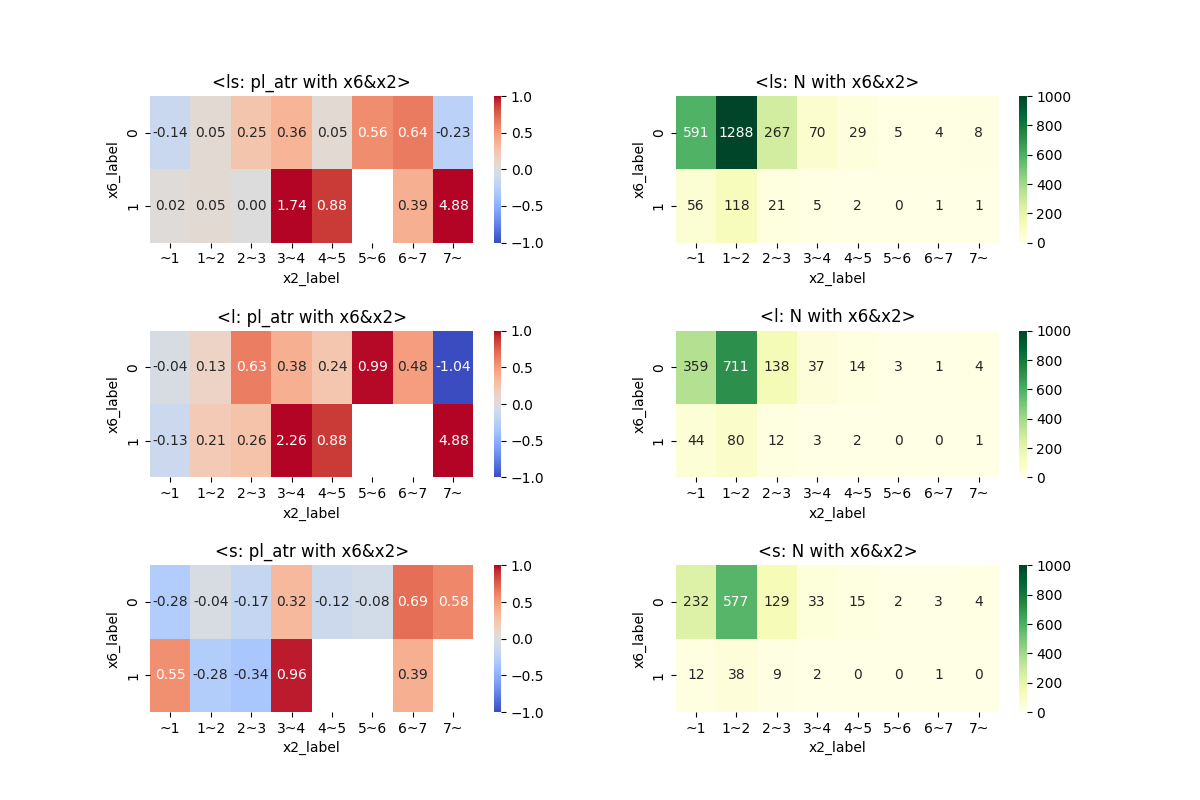 <ls: pl_atr with x6&x2>
x6_label
0 -0.14 0.05 0.25 0.36 0.05 0.56 0.64 -0.23
1 0.02 0.05 0.00 1.74 0.88 0.39 4.88
~1 1~2 2~3 3~4 4~5 5~6 6~7 7~
x2_label
1.0
0.5
0.0
−0.5
−1.0
<ls: N with x6&x2>
x6_label
0 591 1288 267 70 29 5 4 8
1 56 118 21 5 2 0 1 1
~1 1~2 2~3 3~4 4~5 5~6 6~7 7~
x2_label
1000
800
600
400
200
0
<l: pl_atr with x6&x2>
x6_label
0 -0.04 0.13 0.63 0.38 0.24 0.99 0.48 -1.04
1 -0.13 0.21 0.26 2.26 0.88 4.88
~1 1~2 2~3 3~4 4~5 5~6 6~7 7~
x2_label
1.0
0.5
0.0
−0.5
−1.0
<l: N with x6&x2>
x6_label
0 359 711 138 37 14 3 1 4
1 44 80 12 3 2 0 0 1
~1 1~2 2~3 3~4 4~5 5~6 6~7 7~
x2_label
1000
800
600
400
200
0
<s: pl_atr with x6&x2>
x6_label
0 -0.28 -0.04 -0.17 0.32 -0.12 -0.08 0.69 0.58
1 0.55 -0.28 -0.34 0.96 0.39
~1 1~2 2~3 3~4 4~5 5~6 6~7 7~
x2_label
1.0
0.5
0.0
−0.5
−1.0
<s: N with x6&x2>
x6_label
0 232 577 129 33 15 2 3 4
1 12 38 9 2 0 0 1 0
~1 1~2 2~3 3~4 4~5 5~6 6~7 7~
x2_label
1000
800
600
400
200
0